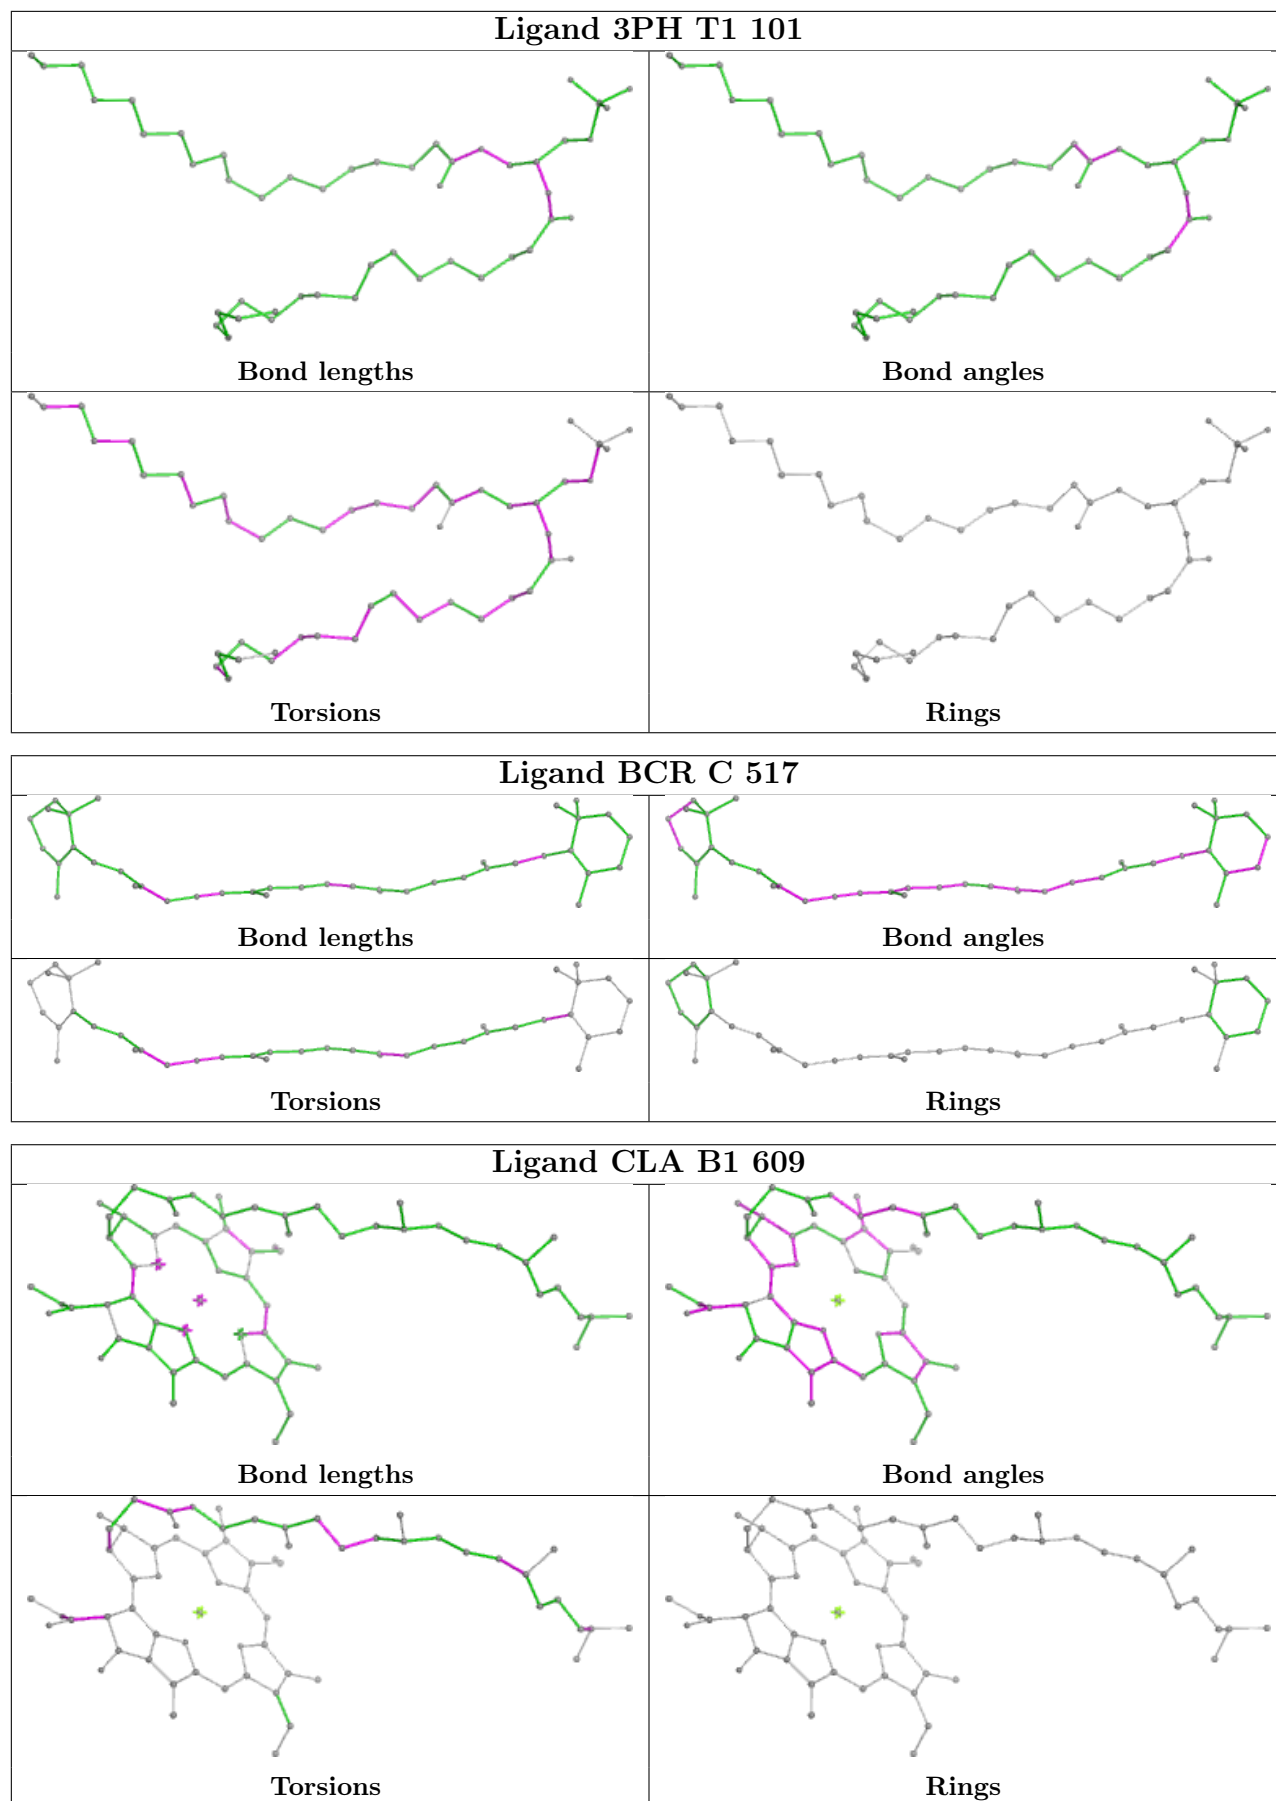 Ligand 3PH T1 101
Bond lengths
Bond angles
Torsions
Rings
Ligand BCR C 517
Bond lengths
Bond angles
Torsions
Rings
Ligand CLA B1 609
Bond lengths
Bond angles
Torsions
Rings